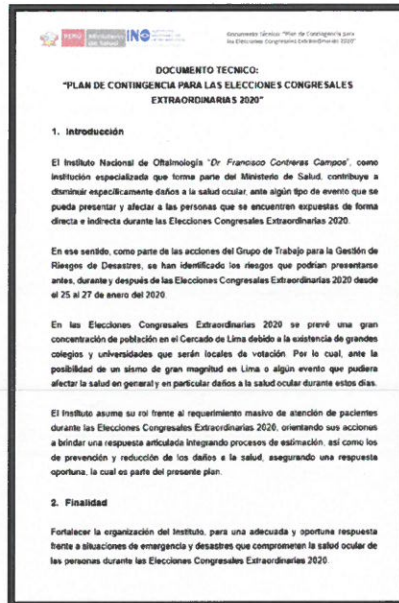 PERÚ Ministerio de Salud INO
Documento Técnico: "Plan de Contingencia para
las Elecciones Congresales Extraordinarias 2020"
DOCUMENTO TECNICO:
"PLAN DE CONTINGENCIA PARA LAS ELECCIONES CONGRESALES
EXTRAORDINARIAS 2020"
1. Introducción
El Instituto Nacional de Oftalmología "Dr Francisco Contreras Campos", como
institución especializada que forma parte del Ministerio de Salud, contribuye a
disminuir específicamente daños a la salud ocular, ante algún tipo de evento que se
pueda presentar y afectar a las personas que se encuentren expuestas de forma
directa e indirecta durante las Elecciones Congresales Extraordinarias 2020.
En ese sentido, como parte de las acciones del Grupo de Trabajo para la Gestión de
Riesgos de Desastres, se han identificado los riesgos que podrían presentarse
antes, durante y después de las Elecciones Congresales Extraordinarias 2020 desde
el 25 al 27 de enero del 2020.
En las Elecciones Congresales Extraordinarias 2020 se prevé una gran
concentración de población en el Cercado de Lima debido a la existencia de grandes
colegios y universidades que serán locales de votación. Por lo cual, ante la
posibilidad de un sismo de gran magnitud en Lima o algún evento que pudiera
afectar la salud en general y en particular daños a la salud ocular durante estos días.
El Instituto asume su rol frente al requerimiento masivo de atención de pacientes
durante las Elecciones Congresales Extraordinarias 2020, orientando sus acciones
a brindar una respuesta articulada integrando procesos de estimación, así como los
de prevención y reducción de los daños a la salud, asegurando una respuesta
oportuna, la cual es parte del presente plan.
2. Finalidad
Fortalecer la organización del Instituto, para una adecuada y oportuna respuesta
frente a situaciones de emergencia y desastres que comprometen la salud ocular de
las personas durante las Elecciones Congresales Extraordinarias 2020.